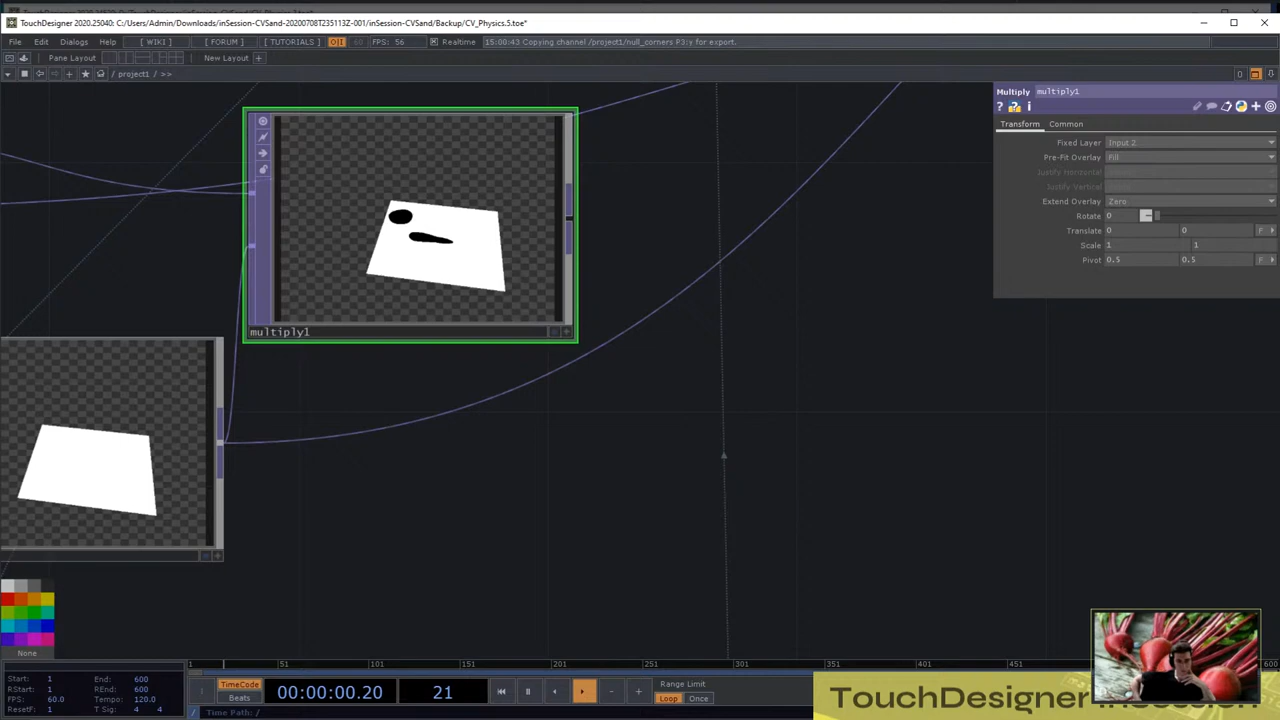 TouchDesigner 2020.25040: C:/Users/Admin/Downloads/inSession-CVSand-20200708T235113Z-001/inSession-CVSand/Backup/CV_Physics.5.toe*
File Edit Dialogs Help [ WIKI ] [ FORUM ] [ TUTORIALS ] O|I FPS: 56 Realtime 15:00:43 Copying channel /project1/null_corners P3:y for export.
Pane Layout New Layout +
/ project1 / >>
Multiply multiply1
Transform Common
Fixed Layer Input 2
Pre-Fit Overlay Fill
Justify Horizontal
Justify Vertical
Extend Overlay Zero
Rotate 0
Translate 0 0
Scale 1 1
Pivot 0.5 0.5
multiply1
None
1 51 101 151 201 251 301 351 401 451 501 551 600
Start: 1 End: 600
RStart: 1 REnd: 600
FPS: 60.0 Tempo: 120.0
ResetF: 1 T Sig: 4 4
TimeCode
Beats
00:00:00.20 21
Range Limit
Loop Once
/ Time Path: /